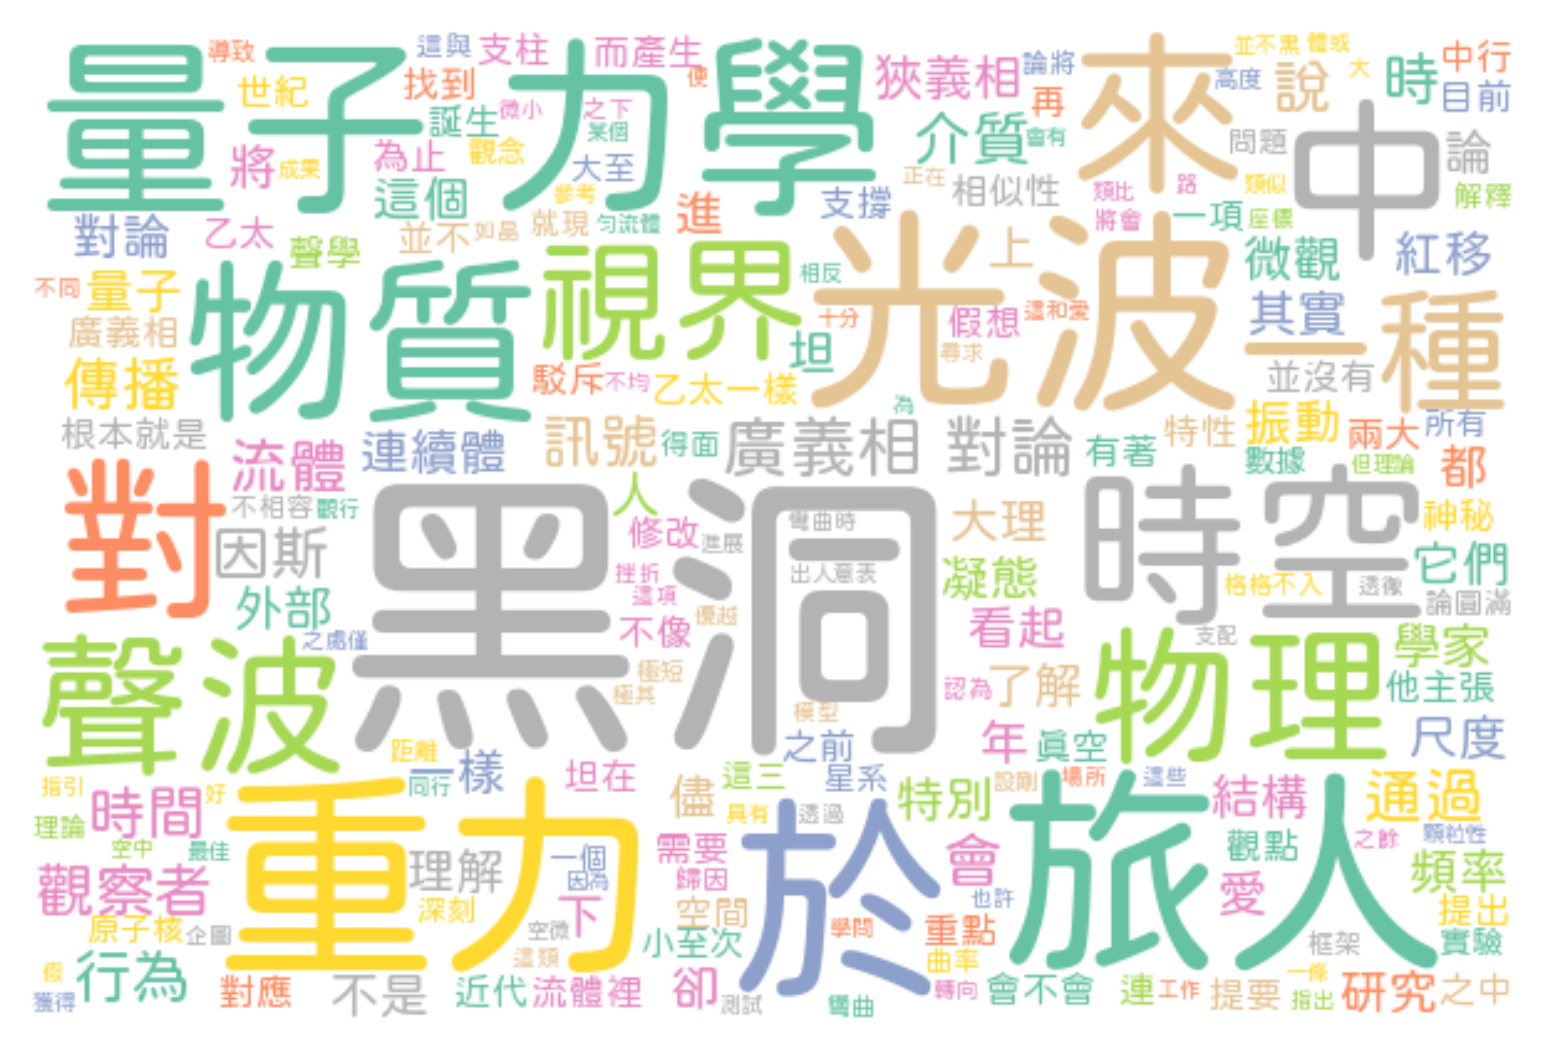 量子力學
導致
這與
支柱
而產生
使
狹義相
論將
來
並不黑
體或
中行
世紀
找到
高度
說
大
時
目前
誕生
微小
之下
某個
再
介質
會有
問題
中
論
將
成果
為止
觀念
大至
參考
這個
支撐
正在
相似性
類比
路
類似
解釋
對論
乙太
聲學
並不
就現
勻流體
進
將會
一項
座標
微觀
紅移
不同
量子
物質
視界
相反
光波
上
廣義相
十分
假想
這和愛
其實
一種
傳播
駁斥
不均
乙太一樣
坦
尋求
並沒有
根本就是
流體
連續體
訊號
得面
為
廣義相 對論
有著
特性
振動
兩大
所有
數據
但理論
都
對
不相容
觀行
人
彎曲時
大理
時空
神秘
因斯
黑洞
修改
進展
出人意表
挫折
這項
優越
凝態
格格不入
透徹
它們
論圓滿
外部
之處僅
不像
看起
支配
聲波
極短
極其
模型
認為
了解
物理
學家
他主張
距離
一樣
之前
年
真空
尺度
指引
時間
好
同行
坦在
儘
這三
星系
特別
設剛
場所
這些
結構
通過
理論
空中
最佳
重力
具有
透過
旅人
觀點
之餘
顆粒性
觀察者
理解
一個
因為
需要
歸因
於
會
愛
頻率
原子核
企圖
深刻
空微
下
空間
學問
也許
重點
提出
這類
小至次
曲率
框架
實驗
假
獲得
行為
對應
不是
近代
流體裡
卻
測試
彎曲
轉向
會不會
連
工作
提要
一條
指出
研究
之中